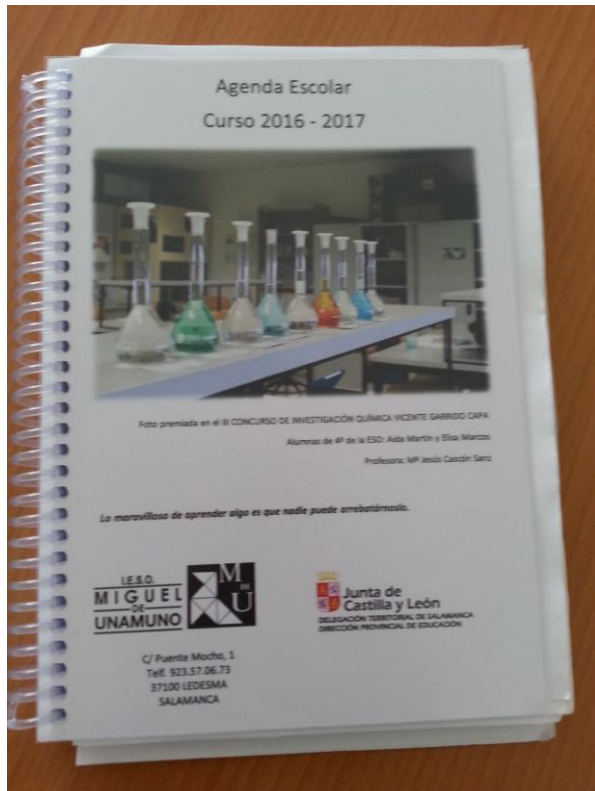 Agenda Escolar
Curso 2016 - 2017
Foto premiada en el III CONCURSO DE INVESTIGACIÓN QUÍMICA VICENTE GARRIDO CAPA
Alumnas de 4º de la ESO: Aida Martín y Elisa Marcos
Profesora: Mª Jesús Cascón Sanz
Lo maravilloso de aprender algo es que nadie puede arrebatárnoslo.
I.E.S.O.
MIGUEL
DE
UNAMUNO
M
DE
U
Junta de
Castilla y León
DELEGACIÓN TERRITORIAL DE SALAMANCA
DIRECCIÓN PROVINCIAL DE EDUCACIÓN
C/ Puente Mocho, 1
Telf. 923.57.06.73
37100 LEDESMA
SALAMANCA